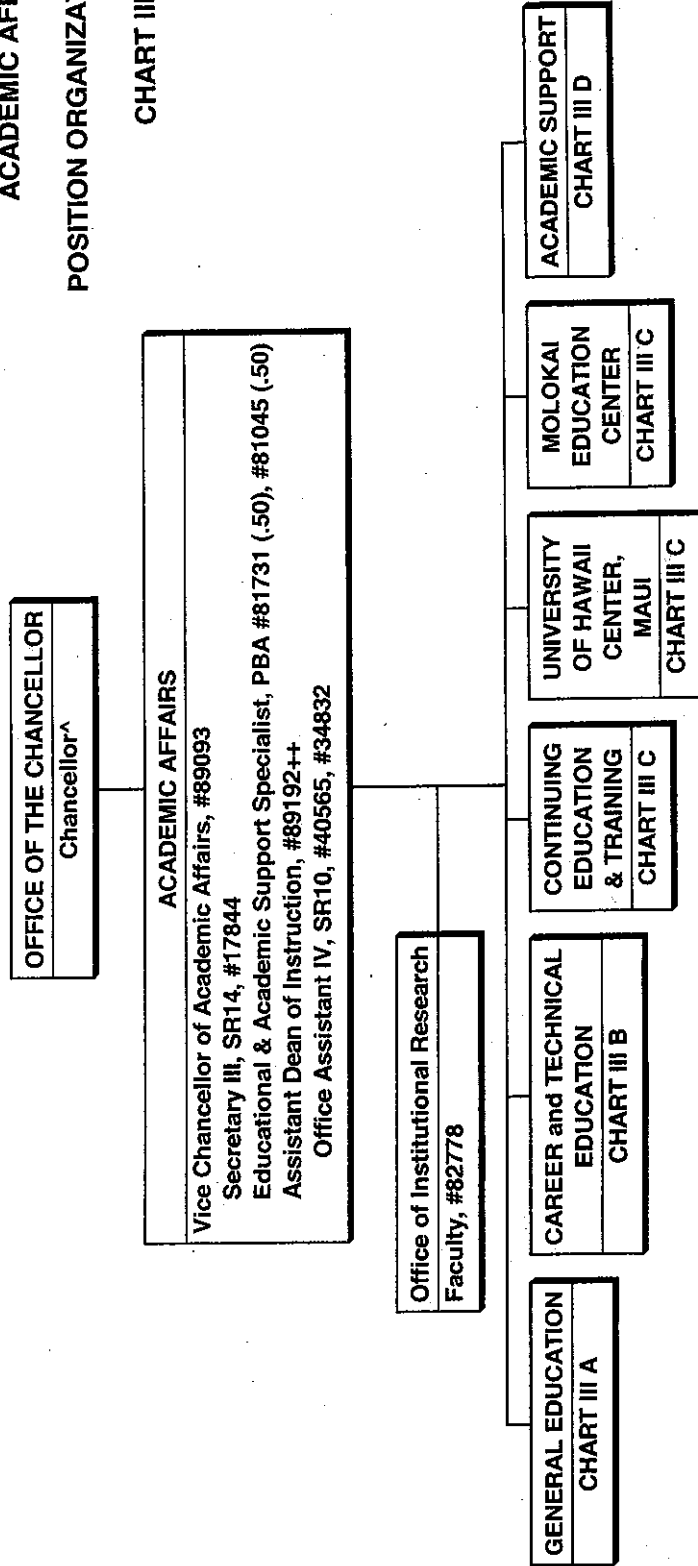 ACADEMIC
POSITION
CHART III
OFFICE OF THE CHANCELLOR
Chancellor^
ACADEMIC AFFAIRS
Vice Chancellor of Academic Affairs, #89093
Secretary III, SR14, #17844
Educational & Academic Support Specialist, PBA #81731 (.50), #81045 (.50)
Assistant Dean of Instruction, #89192++
Office Assistant IV, SR10, #40565, #34832
Office of Institutional Research
Faculty, #82778
GENERAL EDUCATION
CHART III A
CAREER and TECHNICAL
EDUCATION
CHART III B
CONTINUING
EDUCATION
& TRAINING
CHART III C
UNIVERSITY
OF HAWAII
CENTER,
MAUI
CHART III C
MOLOKAI
EDUCATION
CENTER
CHART III C
ACADEMIC SUPPORT
CHART III D